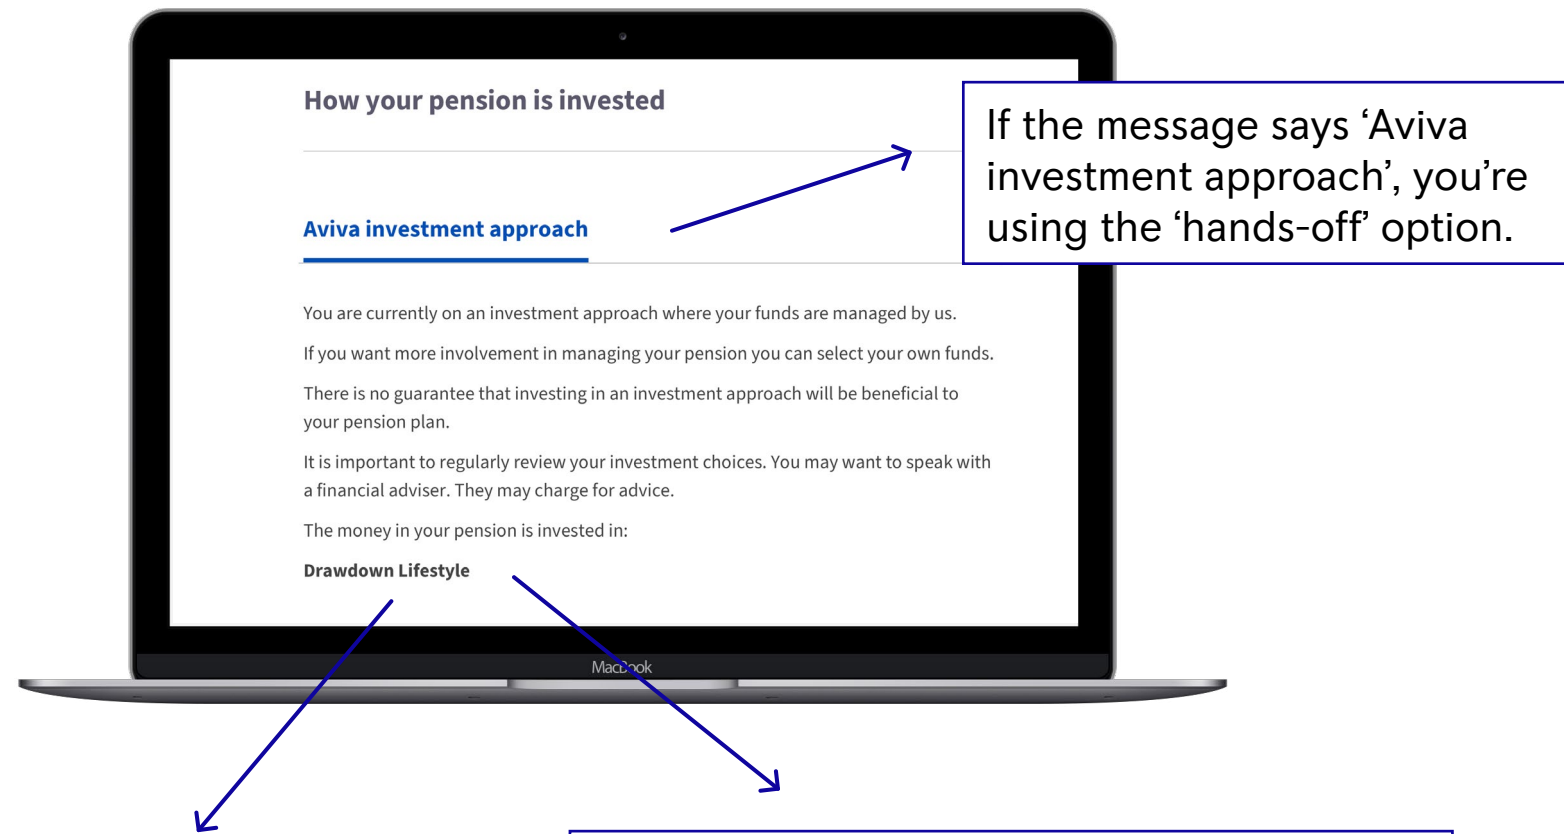 How your pension is invested
If the message says ‘Aviva
investment approach’, you’re
using the ‘hands-off’ option.
Aviva investment approach
You are currently on an investment approach where your funds are managed by us.
If you want more involvement in managing your pension you can select your own funds.
There is no guarantee that investing in an investment approach will be beneficial to
your pension plan.
It is important to regularly review your investment choices. You may want to speak with
a financial adviser. They may charge for advice.
The money in your pension is invested in:
Drawdown Lifestyle
MacBook